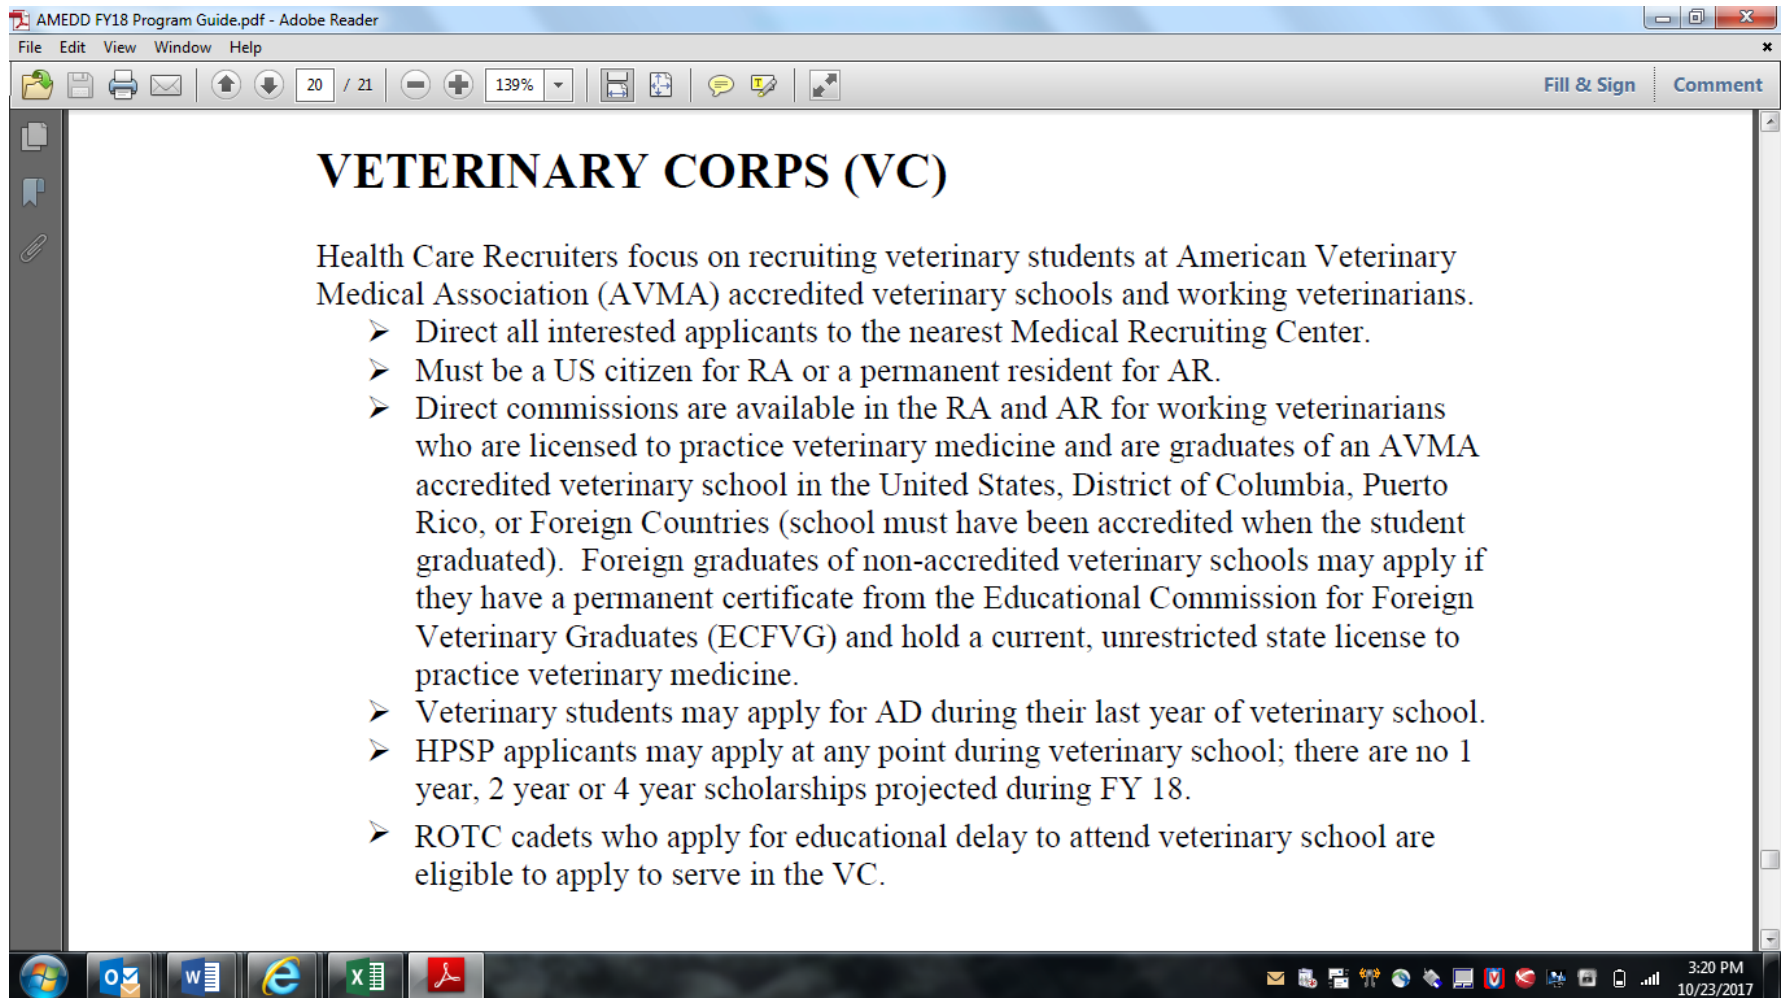 AMEDD FY18 Program Guide.pdf - Adobe Reader
File Edit View Window Help
20 / 21 139% Fill & Sign Comment
VETERINARY CORPS (VC)
Health Care Recruiters focus on recruiting veterinary students at American Veterinary
Medical Association (AVMA) accredited veterinary schools and working veterinarians.
➢ Direct all interested applicants to the nearest Medical Recruiting Center.
➢ Must be a US citizen for RA or a permanent resident for AR.
➢ Direct commissions are available in the RA and AR for working veterinarians
who are licensed to practice veterinary medicine and are graduates of an AVMA
accredited veterinary school in the United States, District of Columbia, Puerto
Rico, or Foreign Countries (school must have been accredited when the student
graduated).  Foreign graduates of non-accredited veterinary schools may apply if
they have a permanent certificate from the Educational Commission for Foreign
Veterinary Graduates (ECFVG) and hold a current, unrestricted state license to
practice veterinary medicine.
➢ Veterinary students may apply for AD during their last year of veterinary school.
➢ HPSP applicants may apply at any point during veterinary school; there are no 1
year, 2 year or 4 year scholarships projected during FY 18.
➢ ROTC cadets who apply for educational delay to attend veterinary school are
eligible to apply to serve in the VC.
3:20 PM
10/23/2017